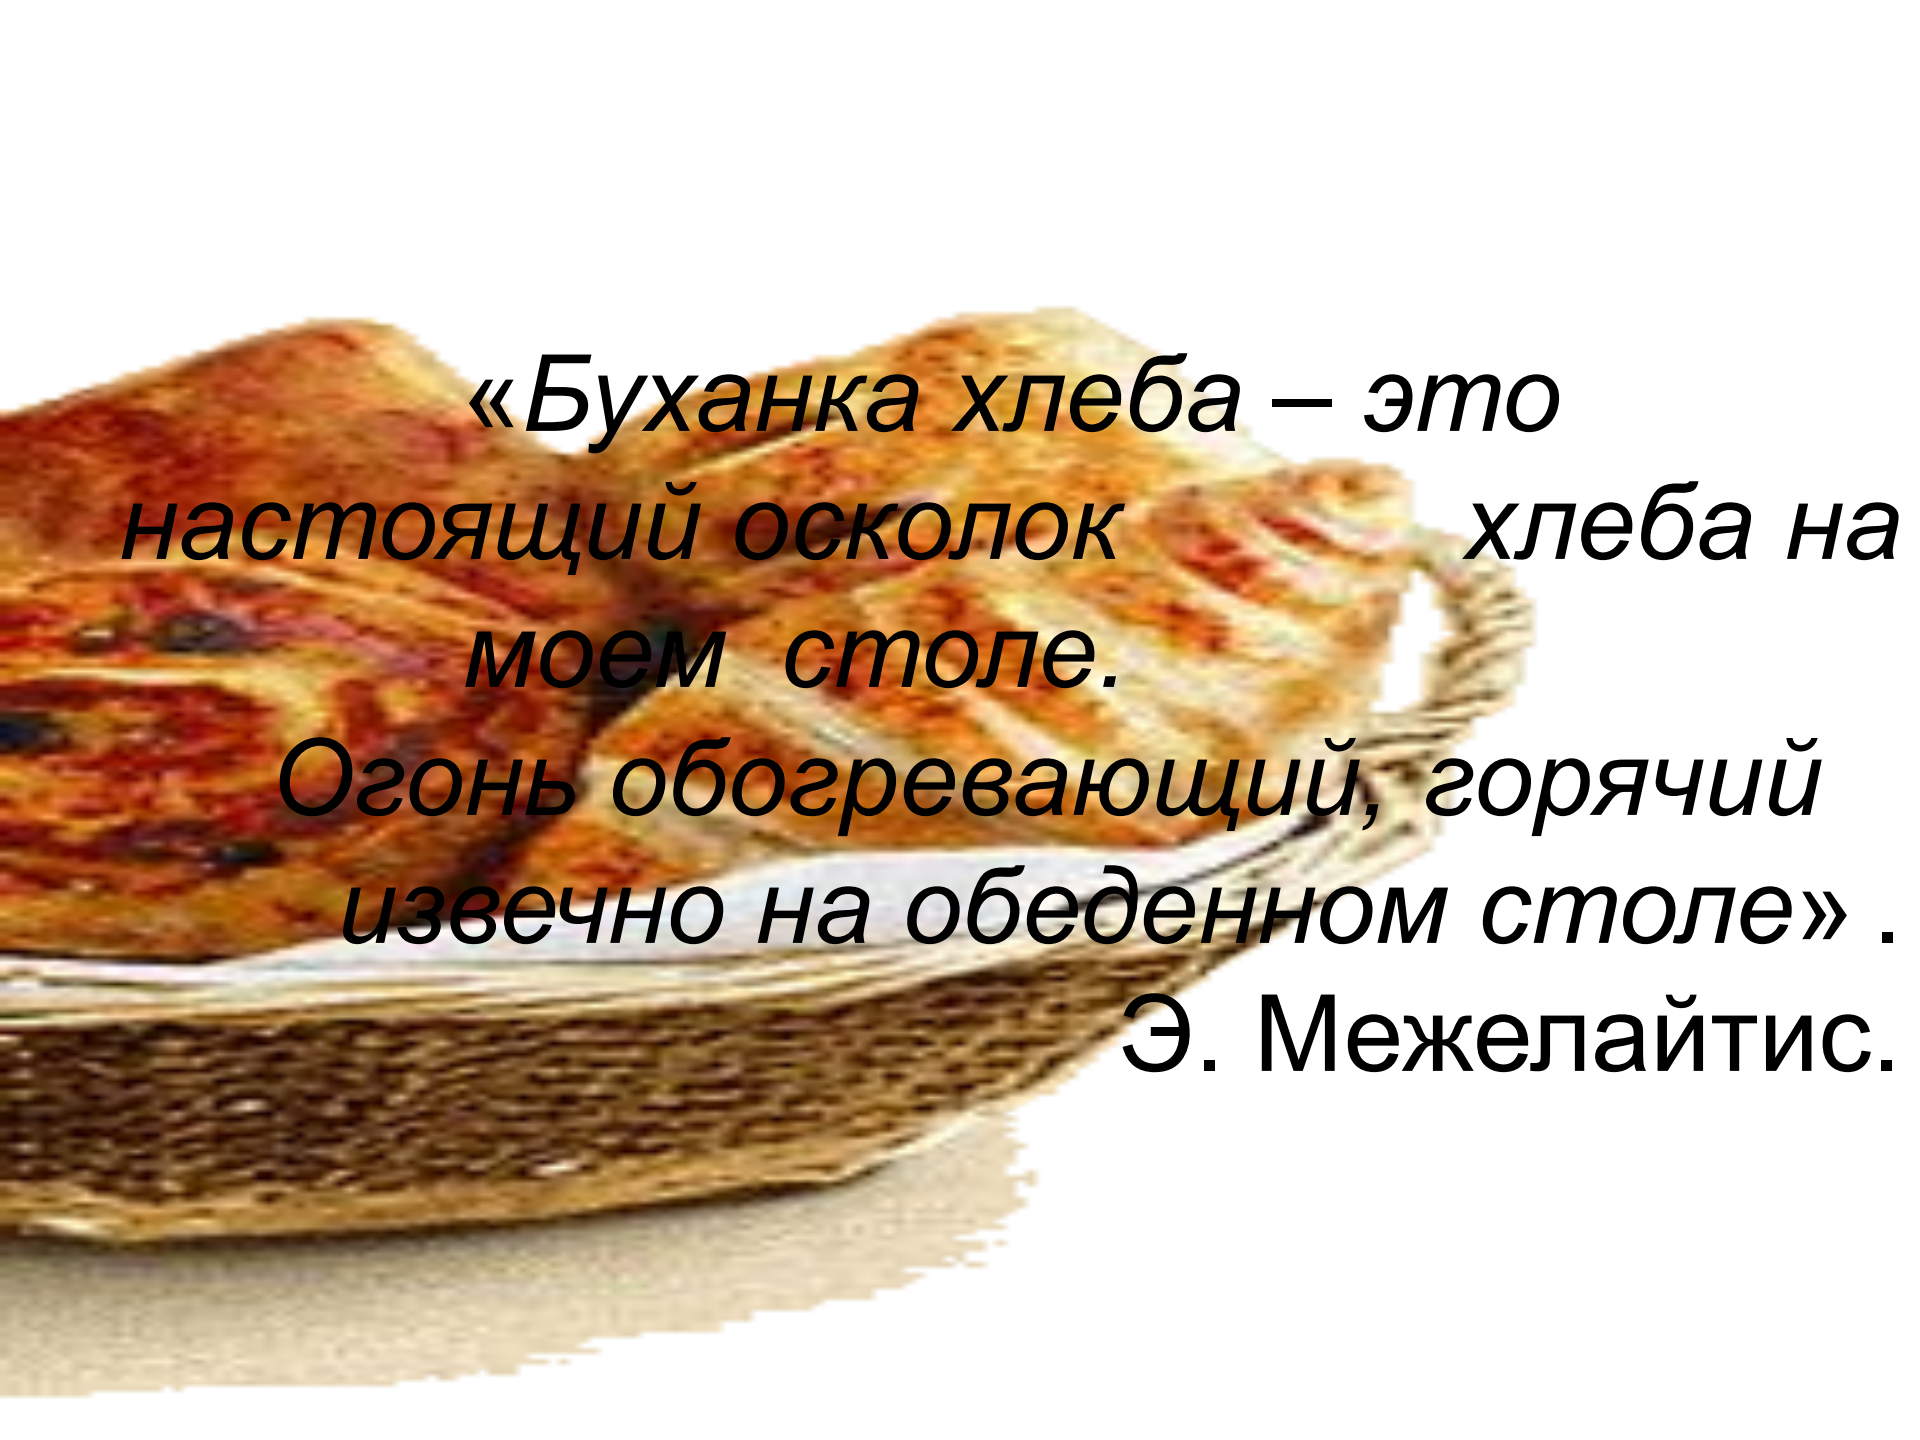 «Буханка хлеба – это
настоящий осколок хлеба на
моем столе.
Огонь обогревающий, горячий
извечно на обеденном столе» .
Э. Межелайтис.